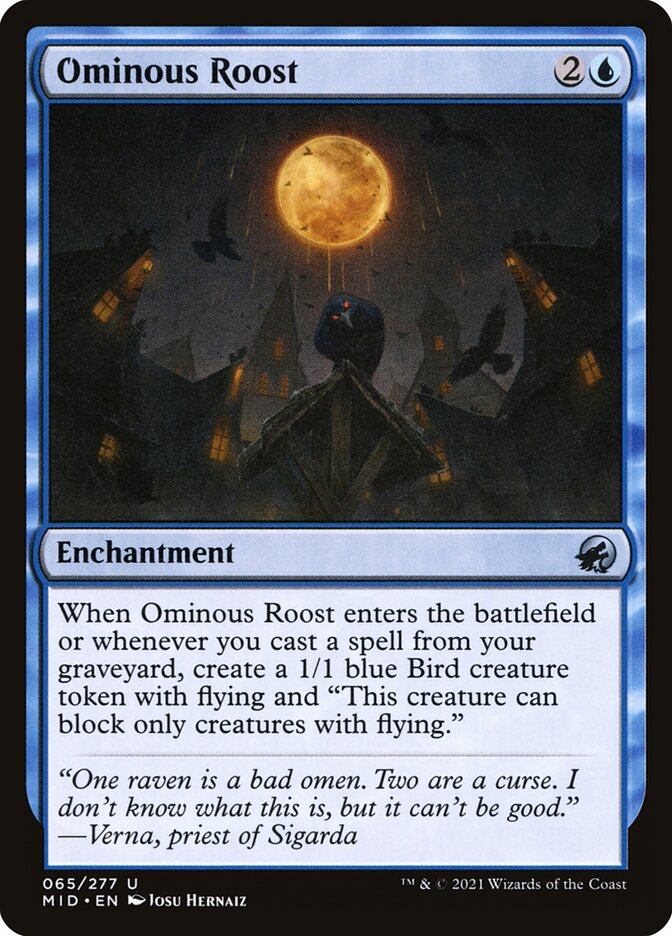 Ominous Roost 2
Enchantment
When Ominous Roost enters the battlefield
or whenever you cast a spell from your
graveyard, create a 1/1 blue Bird creature
token with flying and “This creature can
block only creatures with flying.”
“One raven is a bad omen. Two are a curse. I
don’t know what this is, but it can’t be good.”
—Verna, priest of Sigarda
065/277 U
MID • EN Josu Hernaiz
™ & © 2021 Wizards of the Coast